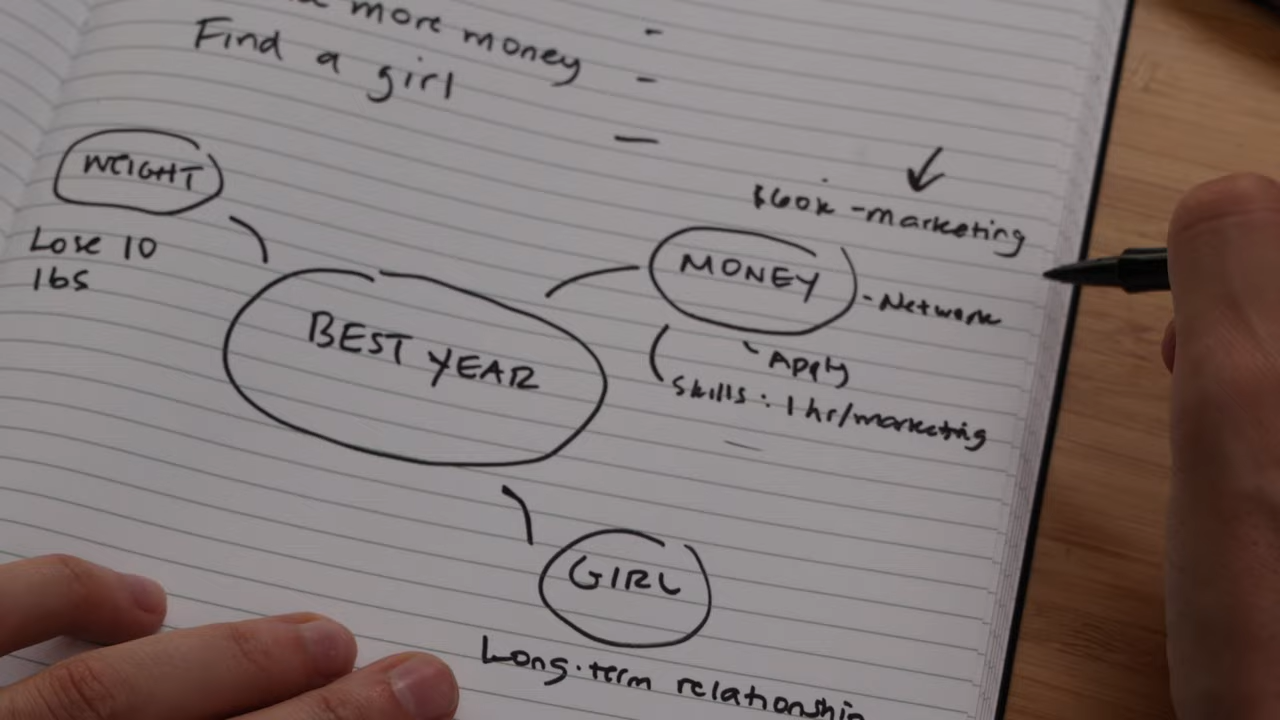 more money
Find a girl
WEIGHT
Lose 10
lbs
BEST YEAR
$60k - marketing
MONEY
- Network
- Apply
Skills: 1 hr/marketing
GIRL
Long-term relationship